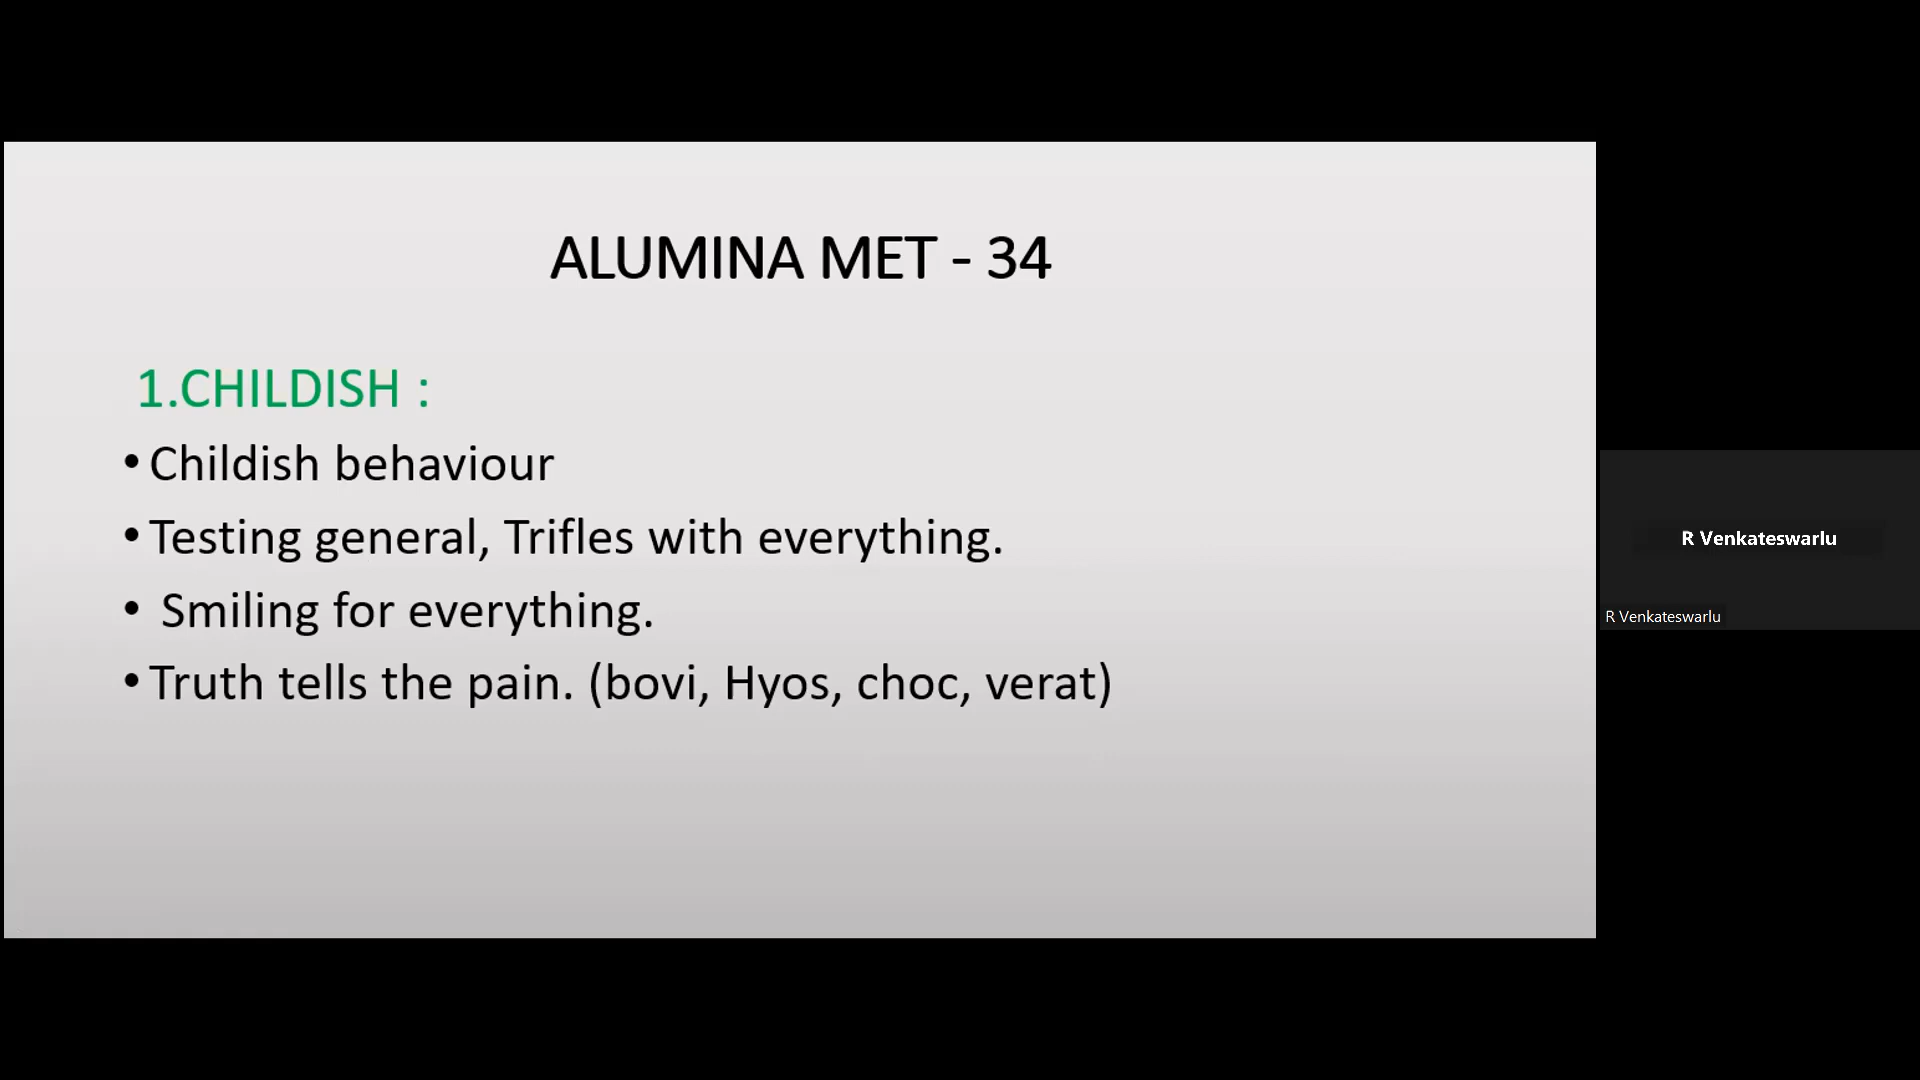 ALUMINA MET - 34
1.CHILDISH :
• Childish behaviour
• Testing general, Trifles with everything.
• Smiling for everything.
• Truth tells the pain. (bovi, Hyos, choc, verat)
R Venkateswarlu
R Venkateswarlu